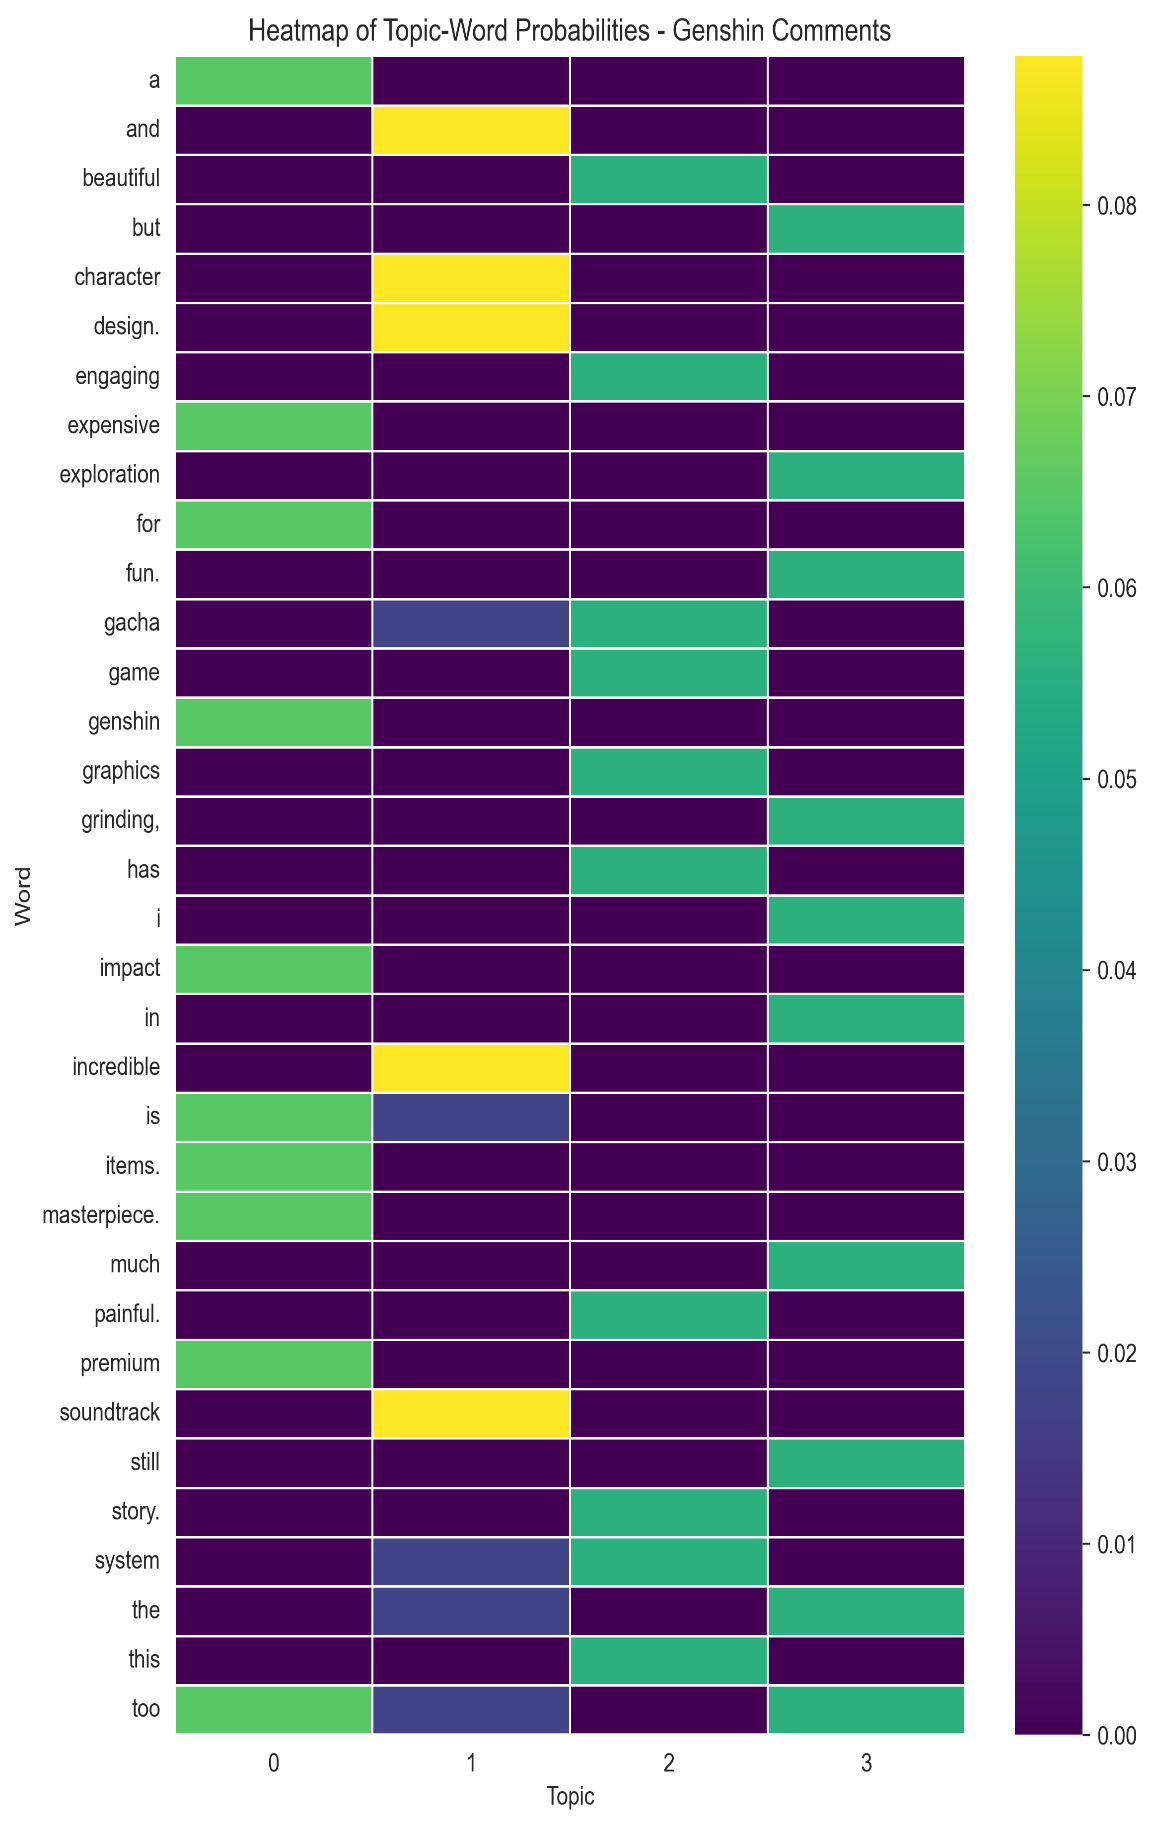 Heatmap of Topic-Word Probabilities - Genshin Comments
a
and
beautiful
but
character
design.
engaging
expensive
exploration
for
fun.
gacha
game
genshin
graphics
grinding,
has
i
impact
in
incredible
is
items.
masterpiece.
much
painful.
premium
soundtrack
still
story.
system
the
this
too
Word
0 1 2 3
Topic
0.08
0.07
0.06
0.05
0.04
0.03
0.02
0.01
0.00